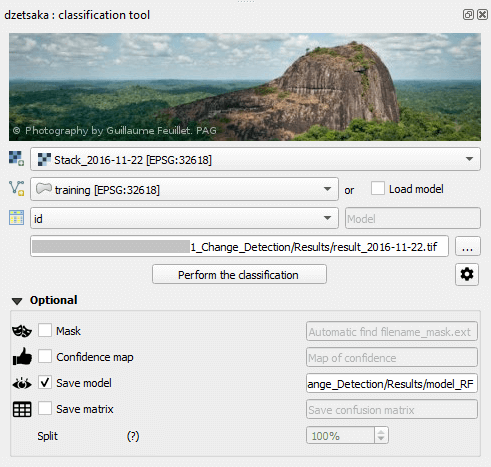 dzetsaka : classification tool
© Photography by Guillaume Feuillet. PAG
Stack_2016-11-22 [EPSG:32618]
training [EPSG:32618] or Load model
id Model
1_Change_Detection/Results/result_2016-11-22.tif ...
Perform the classification
Optional
Mask Automatic find filename_mask.ext
Confidence map Map of confidence
Save model ange_Detection/Results/model_RF
Save matrix Save confusion matrix
Split (?) 100%